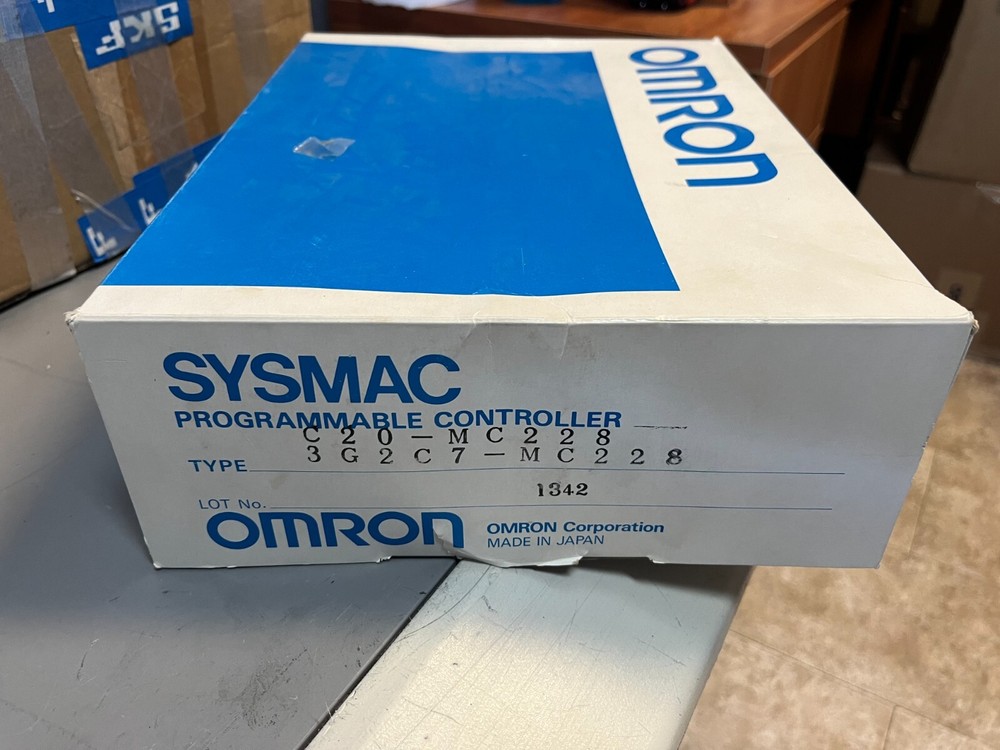 SKF
OMRON
SYSMAC
PROGRAMMABLE CONTROLLER
C20-MC228
3G2C7-MC228
TYPE
1342
LOT No.
OMRON
OMRON Corporation
MADE IN JAPAN